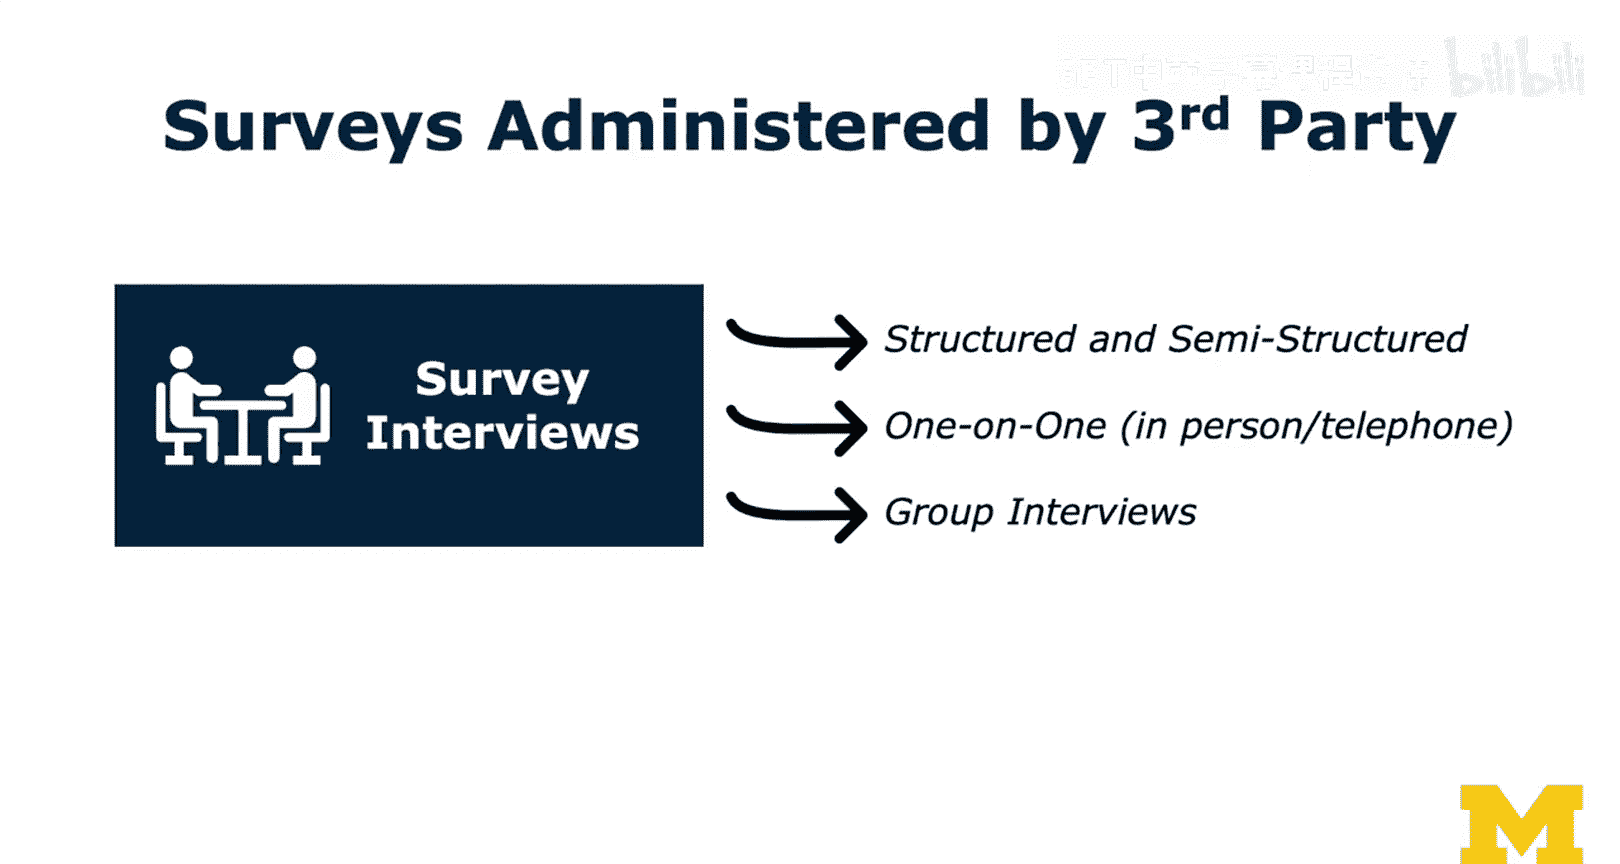 bilibili
Surveys Administered by 3rd Party
Survey
Interviews
Structured and Semi-Structured
One-on-One (in person/telephone)
Group Interviews
M